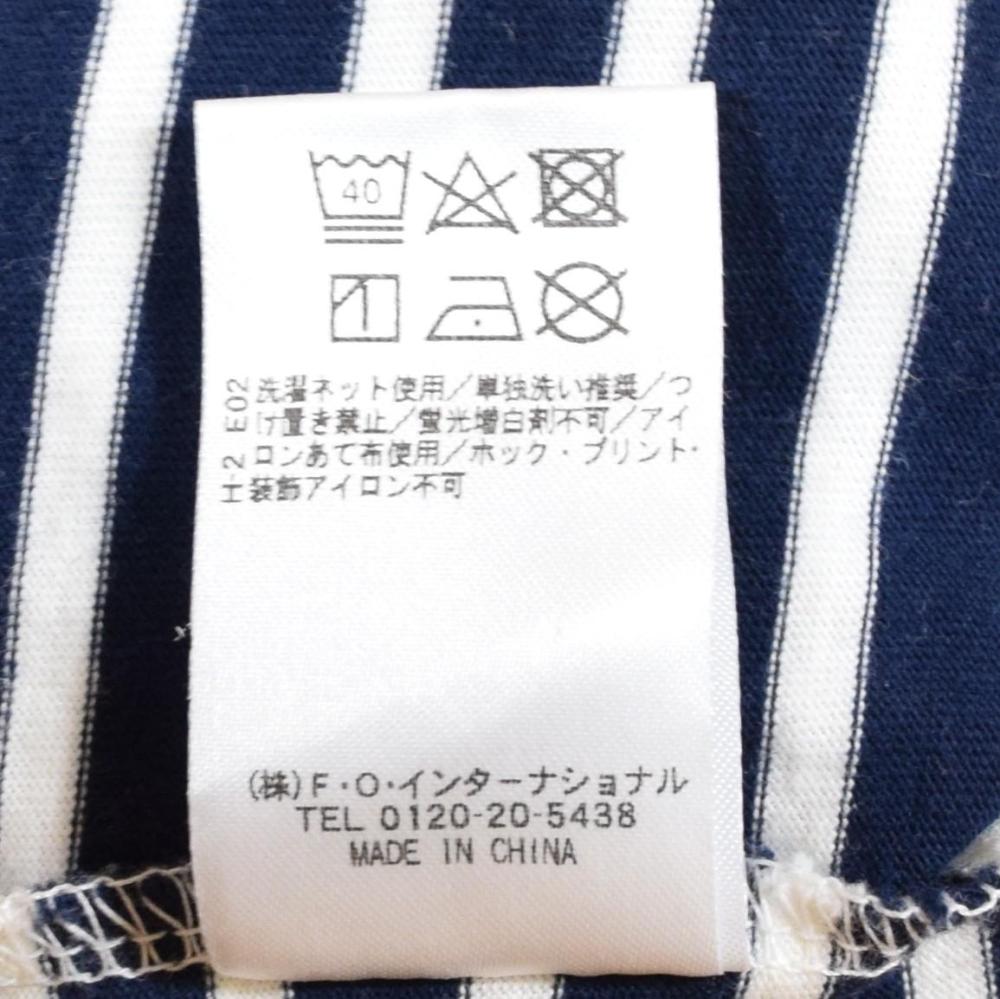 40
洗濯ネット使用／単独洗い推奨／つ
け置き禁止／蛍光増白剤不可／アイ
ロンあて布使用／ホック・プリント・
装飾アイロン不可
E02
(株)F・O・インターナショナル
TEL 0120-20-5438
MADE IN CHINA